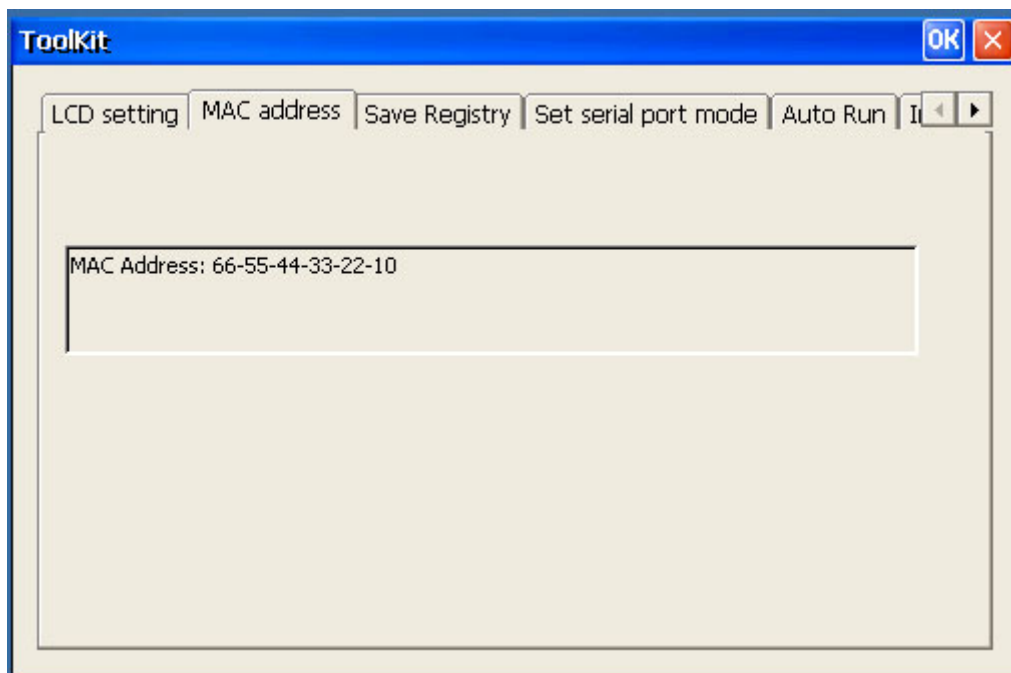 ToolKit OK
LCD setting MAC address Save Registry Set serial port mode Auto Run
MAC Address: 66-55-44-33-22-10